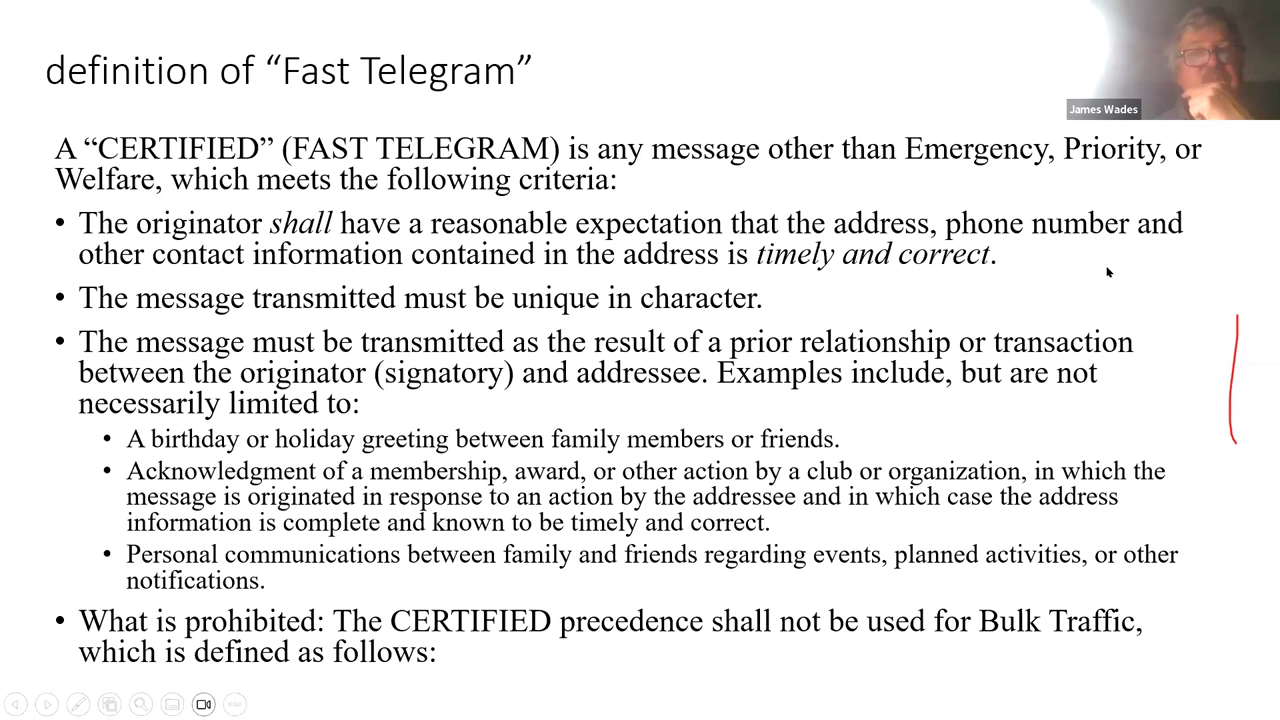 definition of “Fast Telegram”
James Wades
A “CERTIFIED” (FAST TELEGRAM) is any message other than Emergency, Priority, or
Welfare, which meets the following criteria:
• The originator shall have a reasonable expectation that the address, phone number and
other contact information contained in the address is timely and correct.
• The message transmitted must be unique in character.
• The message must be transmitted as the result of a prior relationship or transaction
between the originator (signatory) and addressee. Examples include, but are not
necessarily limited to:
• A birthday or holiday greeting between family members or friends.
• Acknowledgment of a membership, award, or other action by a club or organization, in which the
message is originated in response to an action by the addressee and in which case the address
information is complete and known to be timely and correct.
• Personal communications between family and friends regarding events, planned activities, or other
notifications.
• What is prohibited: The CERTIFIED precedence shall not be used for Bulk Traffic,
which is defined as follows: